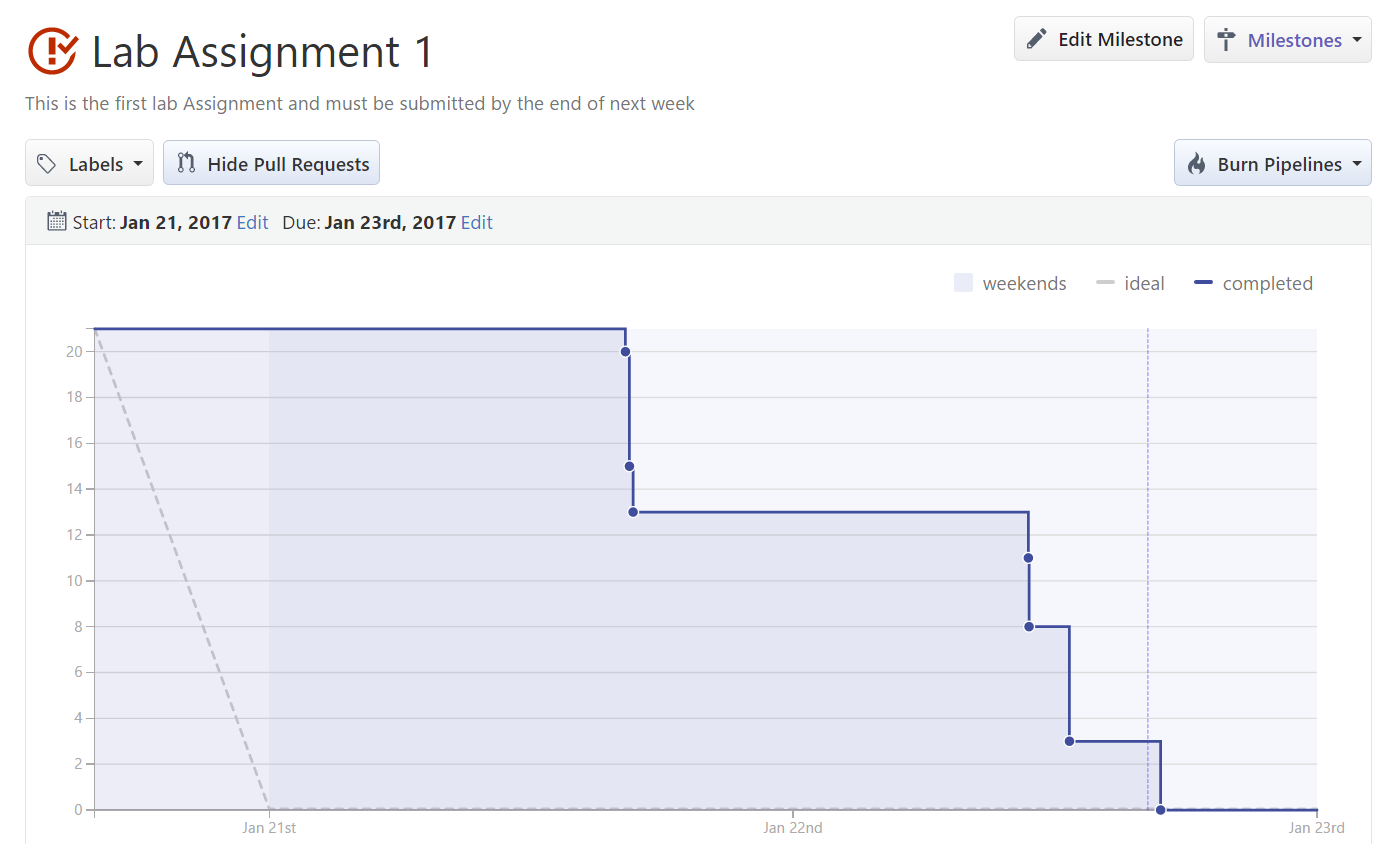 Lab Assignment 1
Edit Milestone
Milestones
This is the first lab Assignment and must be submitted by the end of next week
Labels
Hide Pull Requests
Burn Pipelines
Start: Jan 21, 2017 Edit Due: Jan 23rd, 2017 Edit
weekends ideal completed
20
18
16
14
12
10
8
6
4
2
0
Jan 21st Jan 22nd Jan 23rd